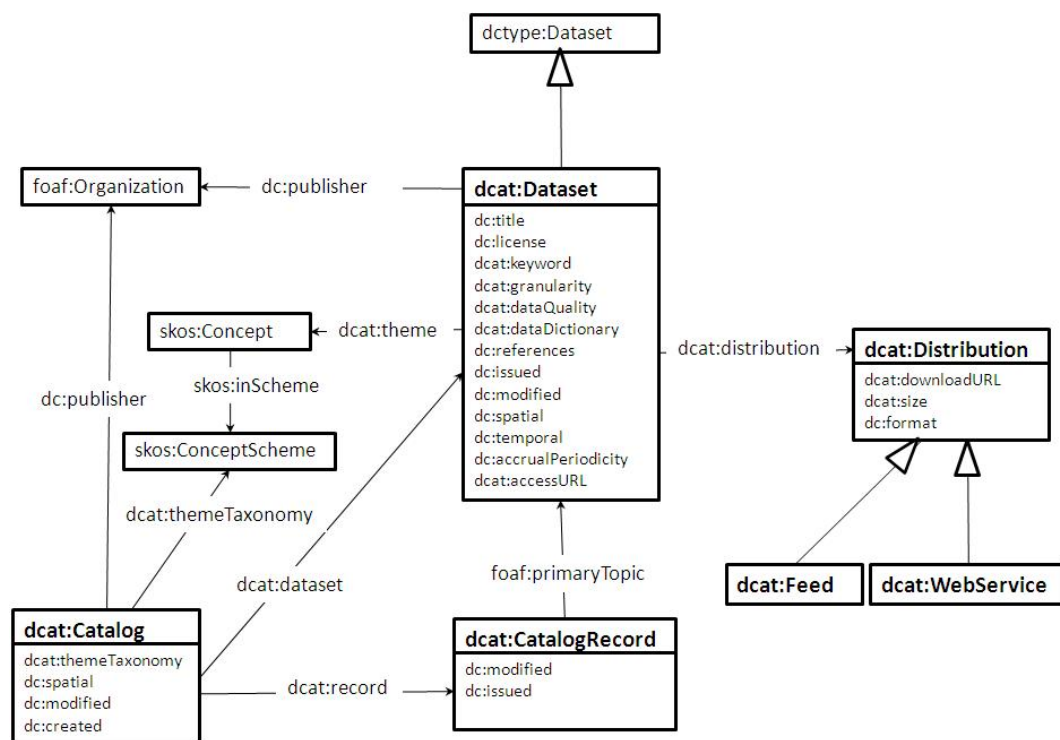 dctype:Dataset
foaf:Organization
dc:publisher
dcat:Dataset
dc:title
dc:license
dcat:keyword
dcat:granularity
dcat:dataQuality
dcat:dataDictionary
dc:references
dc:issued
dc:modified
dc:spatial
dc:temporal
dc:accrualPeriodicity
dcat:accessURL
skos:Concept
dcat:theme
skos:inScheme
dc:publisher
skos:ConceptScheme
dcat:themeTaxonomy
dcat:distribution
dcat:Distribution
dcat:downloadURL
dcat:size
dc:format
dcat:dataset
foaf:primaryTopic
dcat:Feed
dcat:WebService
dcat:Catalog
dcat:themeTaxonomy
dc:spatial
dc:modified
dc:created
dcat:record
dcat:CatalogRecord
dc:modified
dc:issued